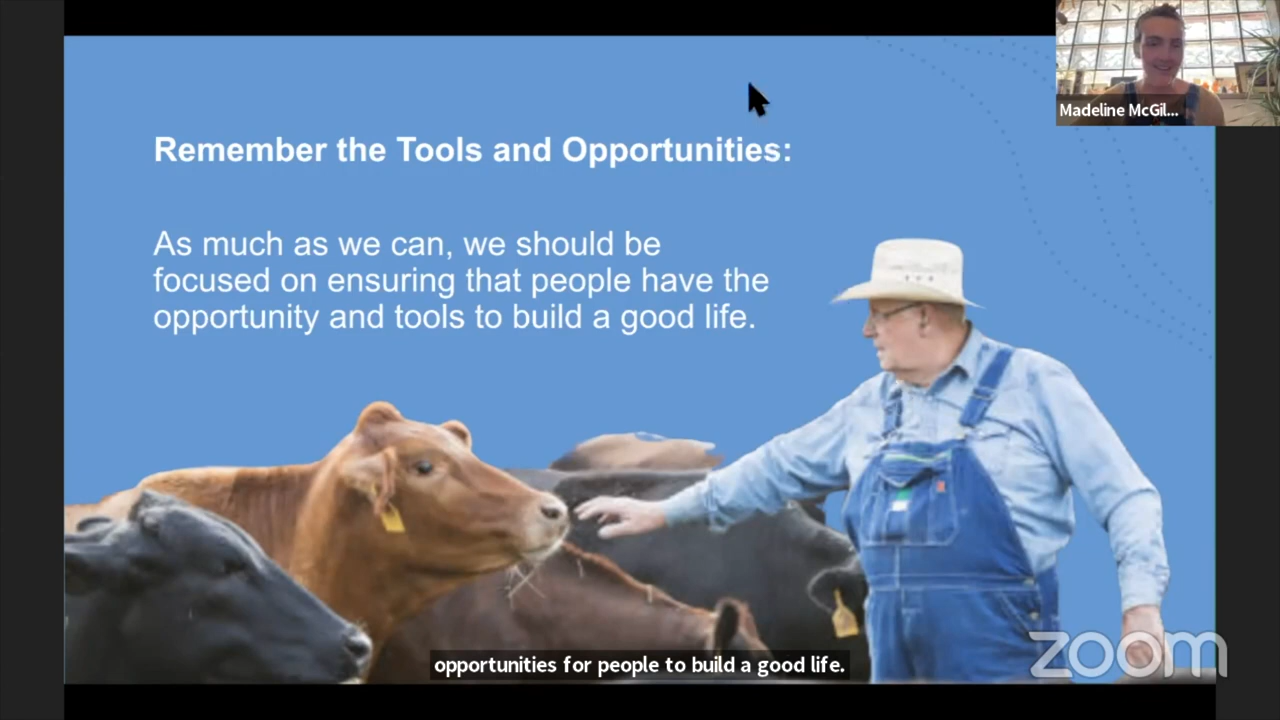 Madeline McGil...
Remember the Tools and Opportunities:
As much as we can, we should be
focused on ensuring that people have the
opportunity and tools to build a good life.
opportunities for people to build a good life.
zoom